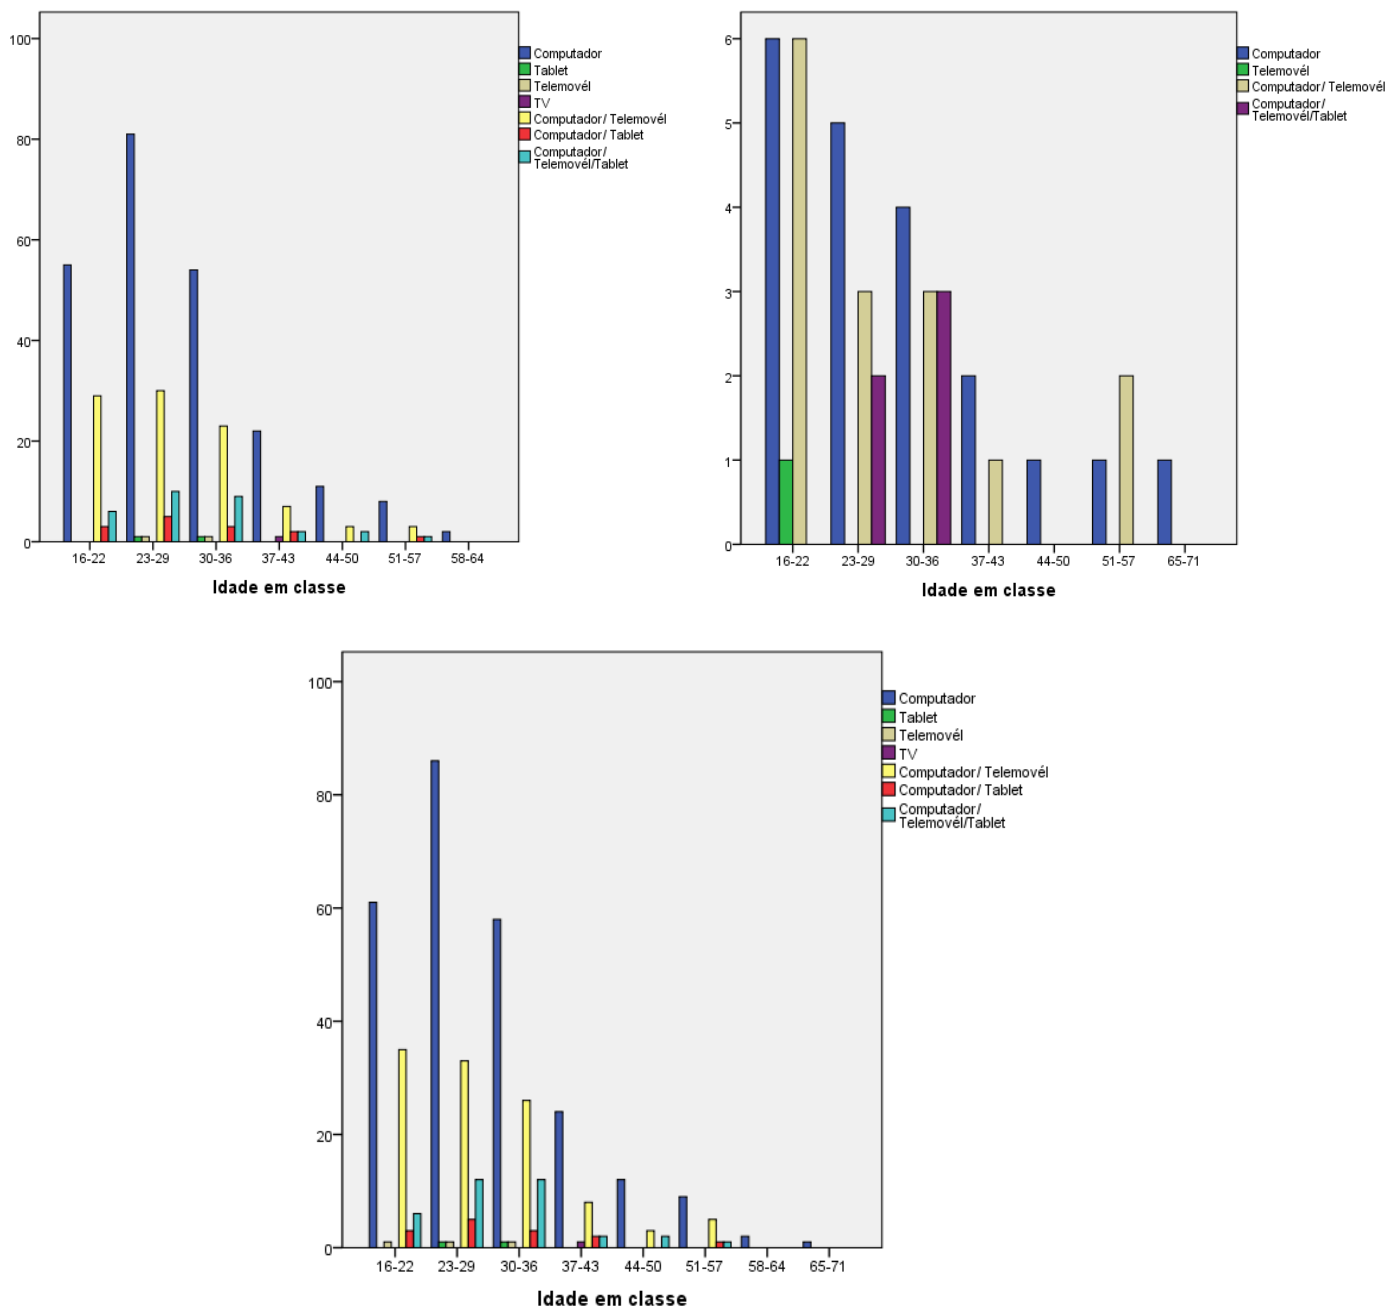 100
80
60
40
20
0
16-22 23-29 30-36 37-43 44-50 51-57 58-64
Idade em classe
Computador
Tablet
Telemovél
TV
Computador/ Telemovél
Computador/ Tablet
Computador/
Telemovél/Tablet
6
5
4
3
2
1
0
16-22 23-29 30-36 37-43 44-50 51-57 65-71
Idade em classe
Computador
Telemovél
Computador/ Telemovél
Computador/
Telemovél/Tablet
100
80
60
40
20
0
16-22 23-29 30-36 37-43 44-50 51-57 58-64 65-71
Idade em classe
Computador
Tablet
Telemovél
TV
Computador/ Telemovél
Computador/ Tablet
Computador/
Telemovél/Tablet